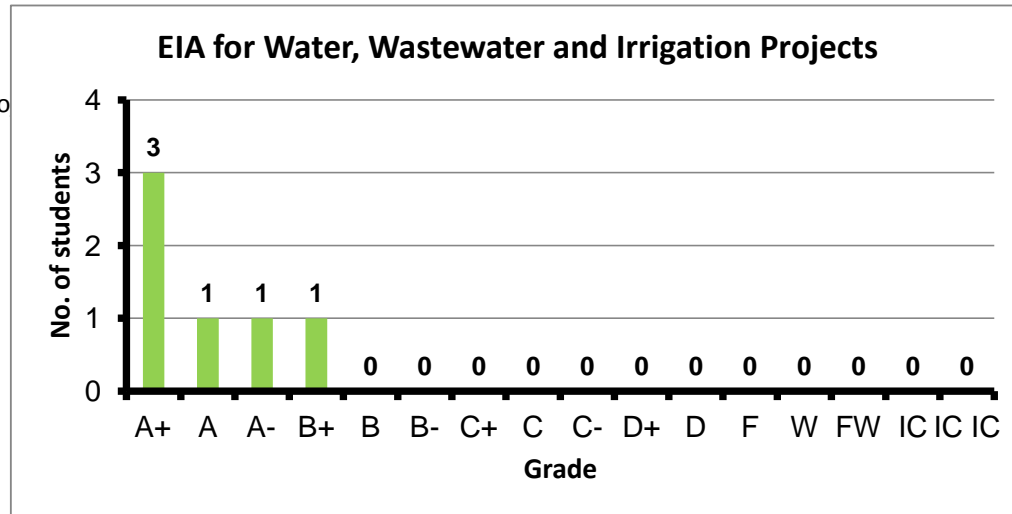 EIA for Water, Wastewater and Irrigation Projects
o
No. of students
4
3
2
1
0
3
1 1 1 0 0 0 0 0 0 0 0 0 0 0 0
A+ A A- B+ B B- C+ C C- D+ D F W FW IC IC IC
Grade